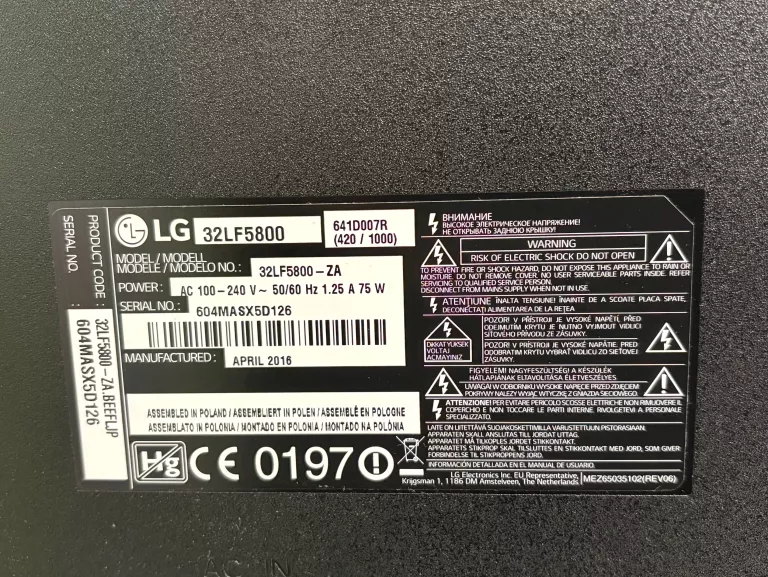 LG 32LF5800
641D007R
(420 / 1000)
MODEL / MODELL
MODELE / MODELO NO. : 32LF5800-ZA
POWER : AC 100-240 V ~ 50/60 Hz 1.25 A 75 W
SERIAL NO. : 604MASX5D126
MANUFACTURED : APRIL 2016
ASSEMBLED IN POLAND / ASSEMBLIERT IN POLEN / ASSEMBLÉ EN POLOGNE
ASSEMBLATO IN POLONIA / MONTADO EN POLONIA / MONTADO NA POLÓNIA
Hg CE 0197
PRODUCT CODE : 32LF5800-ZA.BEEFLJP
SERIAL NO. : 604MASX5D126
ВНИМАНИЕ
ВЫСОКОЕ ЭЛЕКТРИЧЕСКОЕ НАПРЯЖЕНИЕ!
НЕ ОТКРЫВАТЬ ЗАДНЮЮ КРЫШКУ!
WARNING
RISK OF ELECTRIC SHOCK DO NOT OPEN
TO PREVENT FIRE OR SHOCK HAZARD, DO NOT EXPOSE THIS APPLIANCE TO RAIN OR
MOISTURE. DO NOT REMOVE COVER. NO USER SERVICEABLE PARTS INSIDE. REFER
SERVICING TO QUALIFIED SERVICE PERSON.
DISCONNECT FROM MAINS SUPPLY WHEN NOT IN USE.
ATENȚIUNE ÎNALTA TENSIUNE! ÎNAINTE DE A SCOATE PLACA SPATE,
DECONECTAȚI ALIMENTAREA LA REȚEA.
DIKKAT YUKSEK
VOLTAJ
ACMAYINIZ
POZOR! V PŘÍSTROJI JE VYSOKÉ NAPĚTÍ. PŘED
ODEJMUTÍM KRYTU JE NUTNO VYJMOUT VIDLICI
ZE SÍŤOVÉ ZÁSUVKY.
POZOR! V PRÍSTROJI JE VYSOKÉ NAPÄTIE. PRED
ODOBRATIM KRYTU VYBRAŤ VIDLICU ZO SIEŤOVEJ
ZÁSUVKY.
FIGYELEM! NAGYFESZÜLTSÉG! A KÉSZÜLÉK
HÁTLAPJÁNAK ELTÁVOLÍTÁSA ÉLETVESZÉLYES.
UWAGA! W ODBIORNIKU WYSOKIE NAPIĘCIE PRZED ZDJĘCIEM
POKRYWY NALEŻY WYJĄĆ WTYCZKĘ Z GNIAZDKA SIECIOWEGO.
ATTENZIONE! PER EVITARE PERICOLO SCOSSE ELETTRICHE NON RIMUOVERE IL
COPERCHIO E NON TOCCARE LE PARTI INTERNE. RIVOLGETEVI A PERSONALE
SPECIALIZZATO.
LAITE ON LIITETTÄVÄ SUOJAKOSKETTIMILLA VARUSTETTUUN PISTORASIAAN.
APPARATEN SKALL ANSLUTAS TILL JORDAT UTTAG.
APPARATET MÅ TILKOPLES JORDET STIKKONTAKT.
APPARATETS STIKPROP SKAL TILSLUTTES EN STIKKONTAKT MED JORD, SOM GIVER
FORBINDELSE TIL STIKPROPPENS JORD.
INFORMACIÓN DETALLADA EN EL MANUAL DE USUARIO.
LG Electronics Inc. EU Representative,
Krijgsman 1, 1186 DM Amstelveen, The Netherlands.
MEZ65035102(REV06)
AC IN